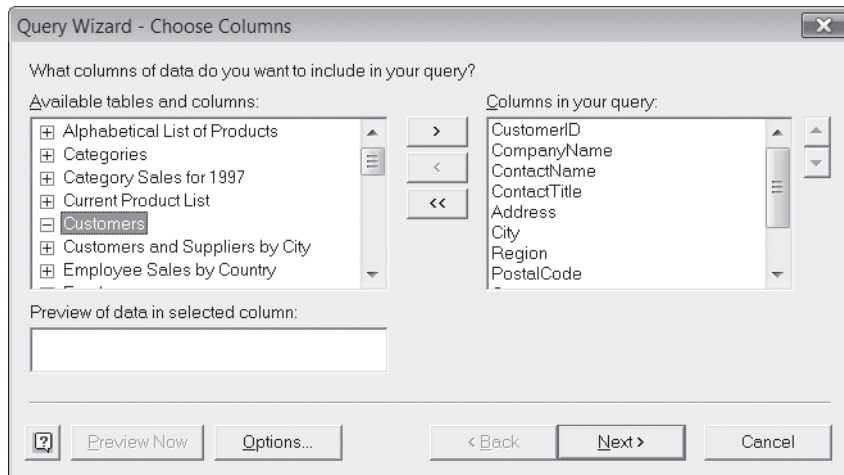 Query Wizard - Choose Columns
What columns of data do you want to include in your query?
Available tables and columns:
Alphabetical List of Products
Categories
Category Sales for 1997
Current Product List
Customers
Customers and Suppliers by City
Employee Sales by Country
Columns in your query:
CustomerID
CompanyName
ContactName
ContactTitle
Address
City
Region
PostalCode
Preview of data in selected column:
Preview Now
Options...
< Back
Next >
Cancel